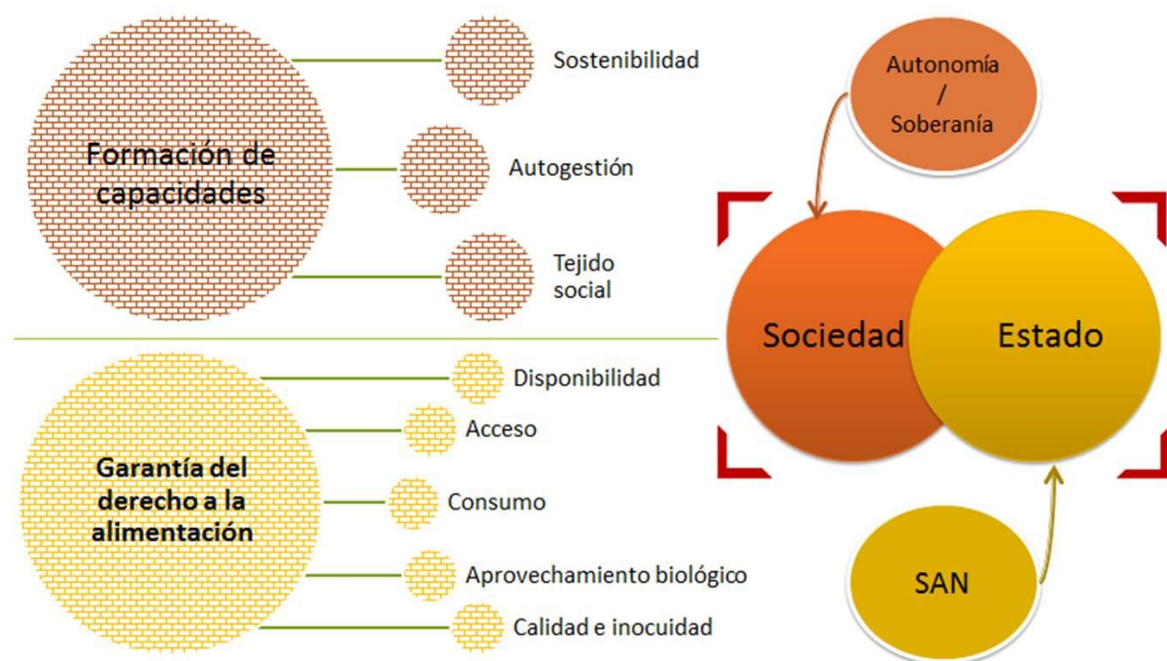 Formación de
capacidades
Sostenibilidad
Autogestión
Tejido
social
Garantía del
derecho a la
alimentación
Disponibilidad
Acceso
Consumo
Aprovechamiento biológico
Calidad e inocuidad
Autonomía
/
Soberanía
Sociedad
Estado
SAN